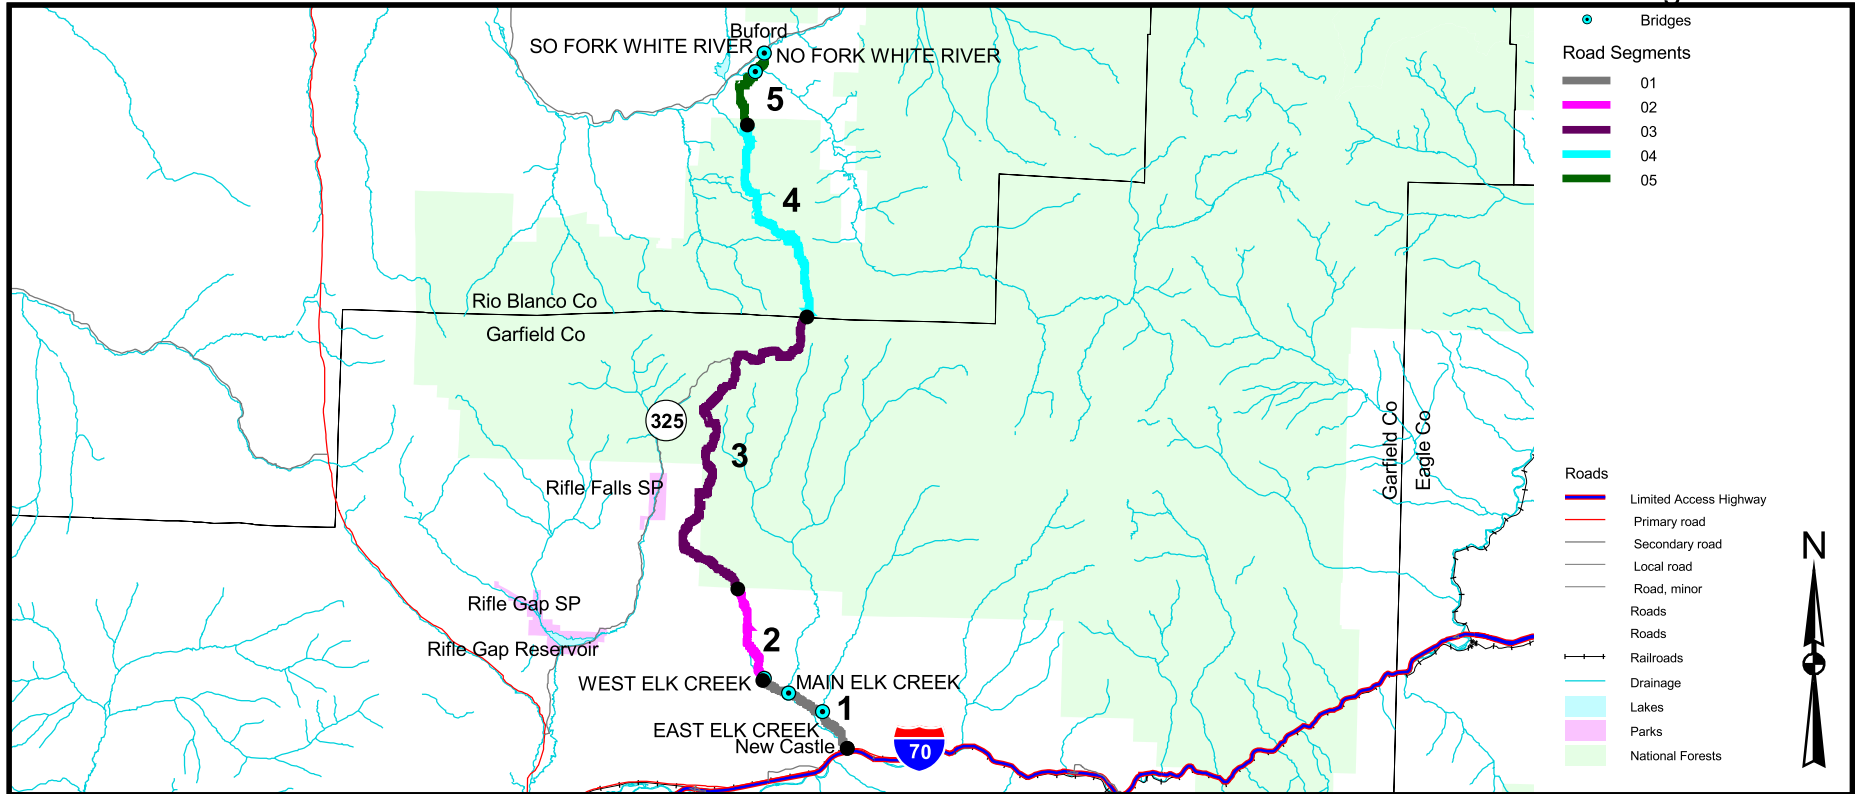 Buford
SO FORK WHITE RIVER
NO FORK WHITE RIVER
5
4
Rio Blanco Co
Garfield Co
325
3
Rifle Falls SP
Garfield Co
Eagle Co
Rifle Gap SP
Rifle Gap Reservoir
2
WEST ELK CREEK
MAIN ELK CREEK
1
EAST ELK CREEK
New Castle
70
Bridges
Road Segments
01
02
03
04
05
Roads
Limited Access Highway
Primary road
Secondary road
Local road
Road, minor
Roads
Roads
Railroads
Drainage
Lakes
Parks
National Forests
N